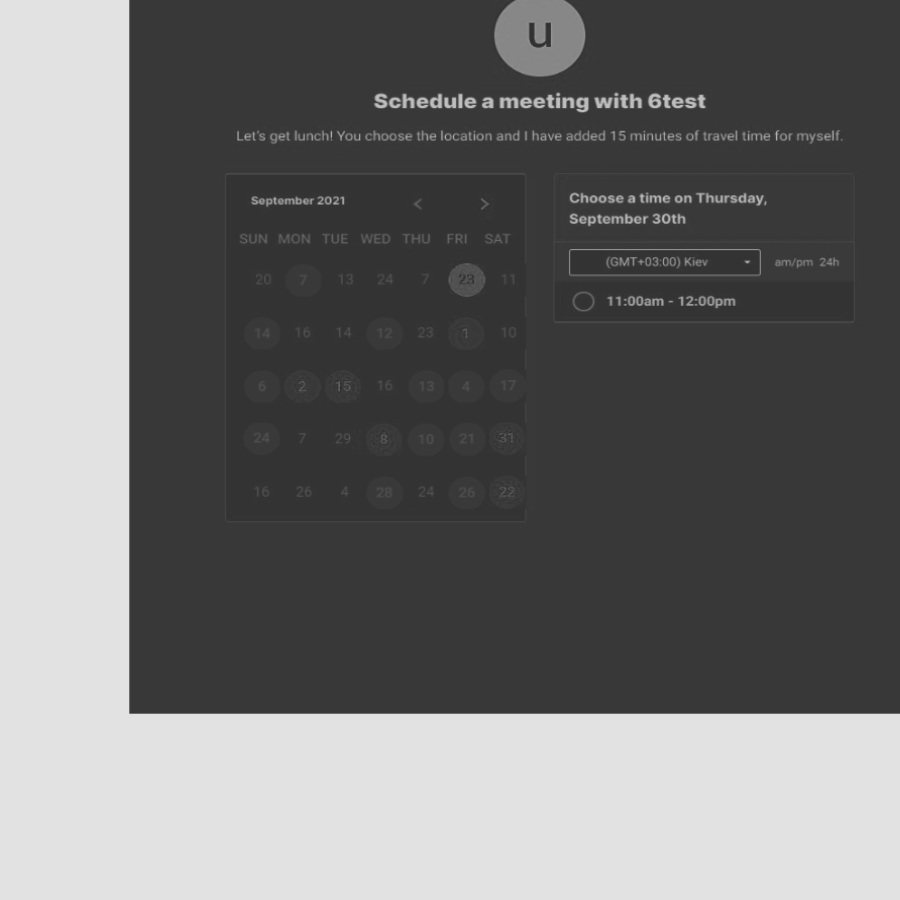 u
Schedule a meeting with 6test
Let's get lunch! You choose the location and I have added 15 minutes of travel time for myself.
September 2021 < >
SUN MON TUE WED THU FRI SAT
20 7 13 24 7 23 11
14 16 14 12 23 1 10
6 2 15 16 13 4 17
24 7 29 8 10 21 31
16 26 4 28 24 26 22
Choose a time on Thursday,
September 30th
(GMT+03:00) Kiev am/pm 24h
11:00am - 12:00pm